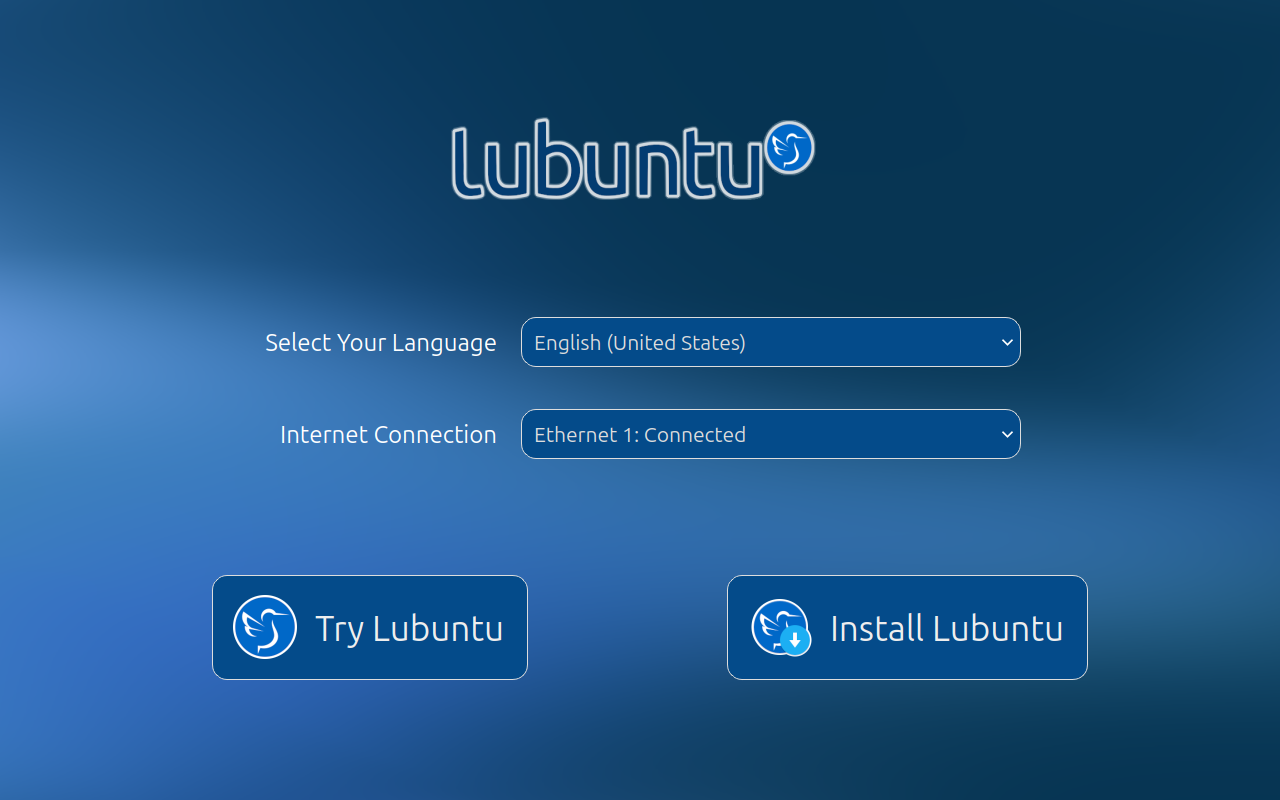 lubuntu
Select Your Language
English (United States)
Internet Connection
Ethernet 1: Connected
Try Lubuntu
Install Lubuntu